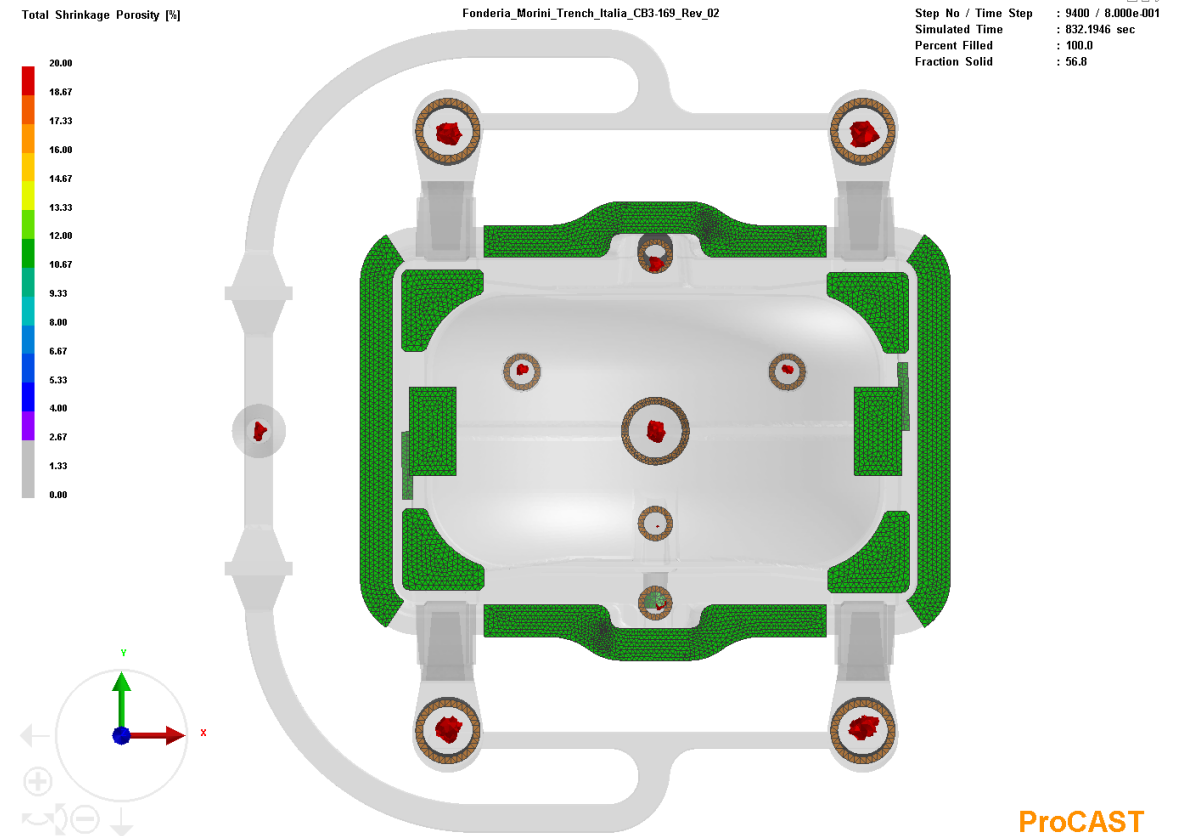 Total Shrinkage Porosity [%]
Fonderia_Morini_Trench_Italia_CB3-169_Rev_02
Step No / Time Step : 9400 / 8.000e-001
Simulated Time : 832.1946 sec
Percent Filled : 100.0
Fraction Solid : 56.8
20.00
18.67
17.33
16.00
14.67
13.33
12.00
10.67
9.33
8.00
6.67
5.33
4.00
2.67
1.33
0.00
Y
X
ProCAST